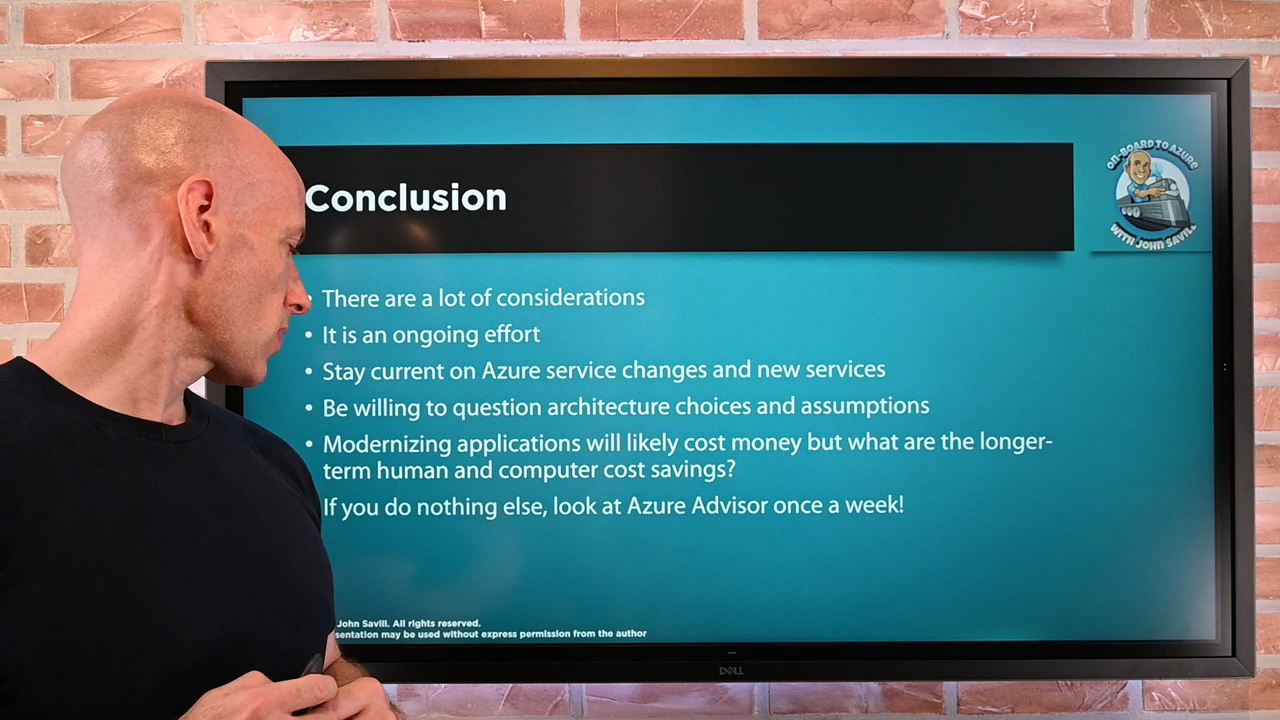 Conclusion
ON-BOARD TO AZURE
WITH JOHN SAVILL
• There are a lot of considerations
• It is an ongoing effort
• Stay current on Azure service changes and new services
• Be willing to question architecture choices and assumptions
• Modernizing applications will likely cost money but what are the longer-
term human and computer cost savings?
If you do nothing else, look at Azure Advisor once a week!
John Savill. All rights reserved.
may be used without express permission from the author
DELL